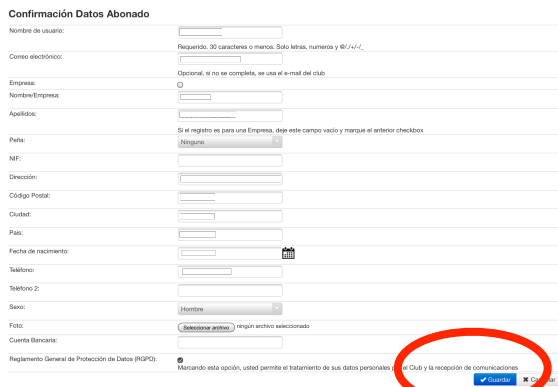 Confirmación Datos Abonado
Nombre de usuario:
Requerido. 30 caracteres o menos. Solo letras, numeros y @/./+/-/_
Correo electrónico:
Opcional, si no se completa, se usa el e-mail del club
Empresa:
Nombre/Empresa:
Apellidos:
Si el registro es para una Empresa, deje este campo vacío y marque el anterior checkbox
Peña: Ninguno
NIF:
Dirección:
Código Postal:
Ciudad:
País:
Fecha de nacimiento:
Teléfono:
Teléfono 2:
Sexo: Hombre
Foto: Seleccionar archivo ningún archivo seleccionado
Cuenta Bancaria:
Reglamento General de Protección de Datos (RGPD):
Marcando esta opción, usted permite el tratamiento de sus datos personales el Club y la recepción de comunicaciones
Guardar